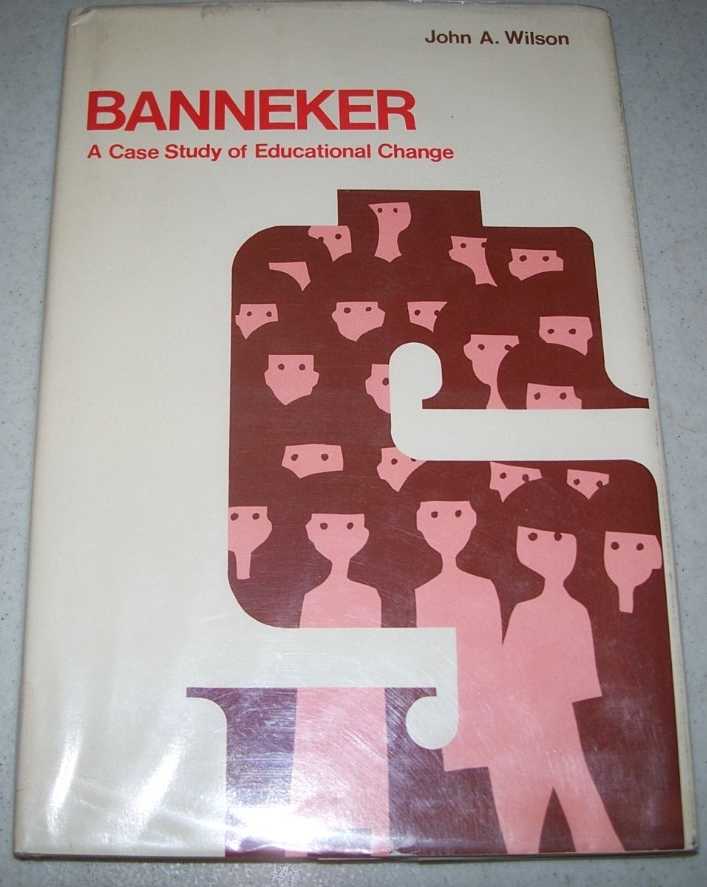 John A. Wilson
BANNEKER
A Case Study of Educational Change